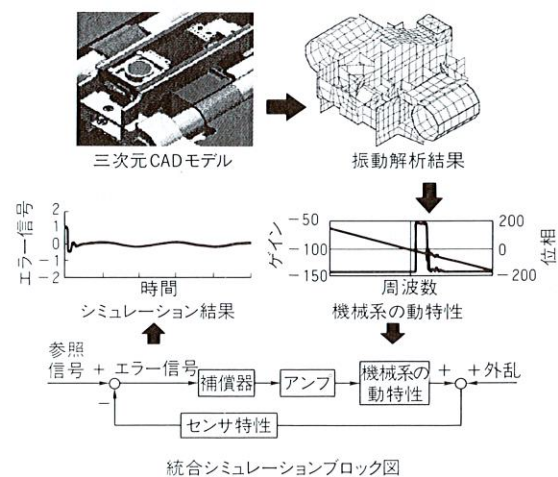 三次元CADモデル
振動解析結果
エラー信号
2
1
0
−1
−2
時間
シミュレーション結果
ゲイン
−50
−100
−150
200
0
−200
位相
周波数
機械系の動特性
参照
信号
+
エラー信号
−
補償器
アンプ
機械系の
動特性
+
+外乱
センサ特性
統合シミュレーションブロック図